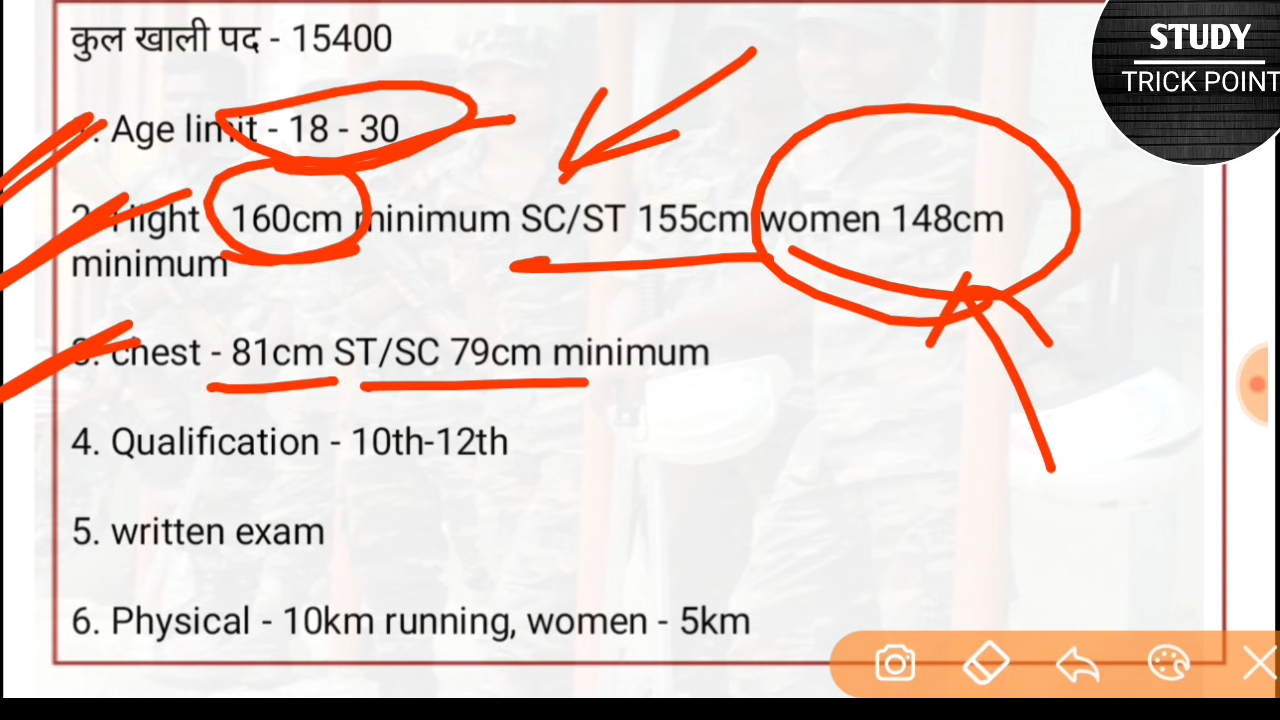 कुल खाली पद - 15400
STUDY
TRICK POINT
Age limit - 18 - 30
160cm minimum SC/ST 155cm women 148cm
minimum
3. chest - 81cm ST/SC 79cm minimum
4. Qualification - 10th-12th
5. written exam
6. Physical - 10km running, women - 5km